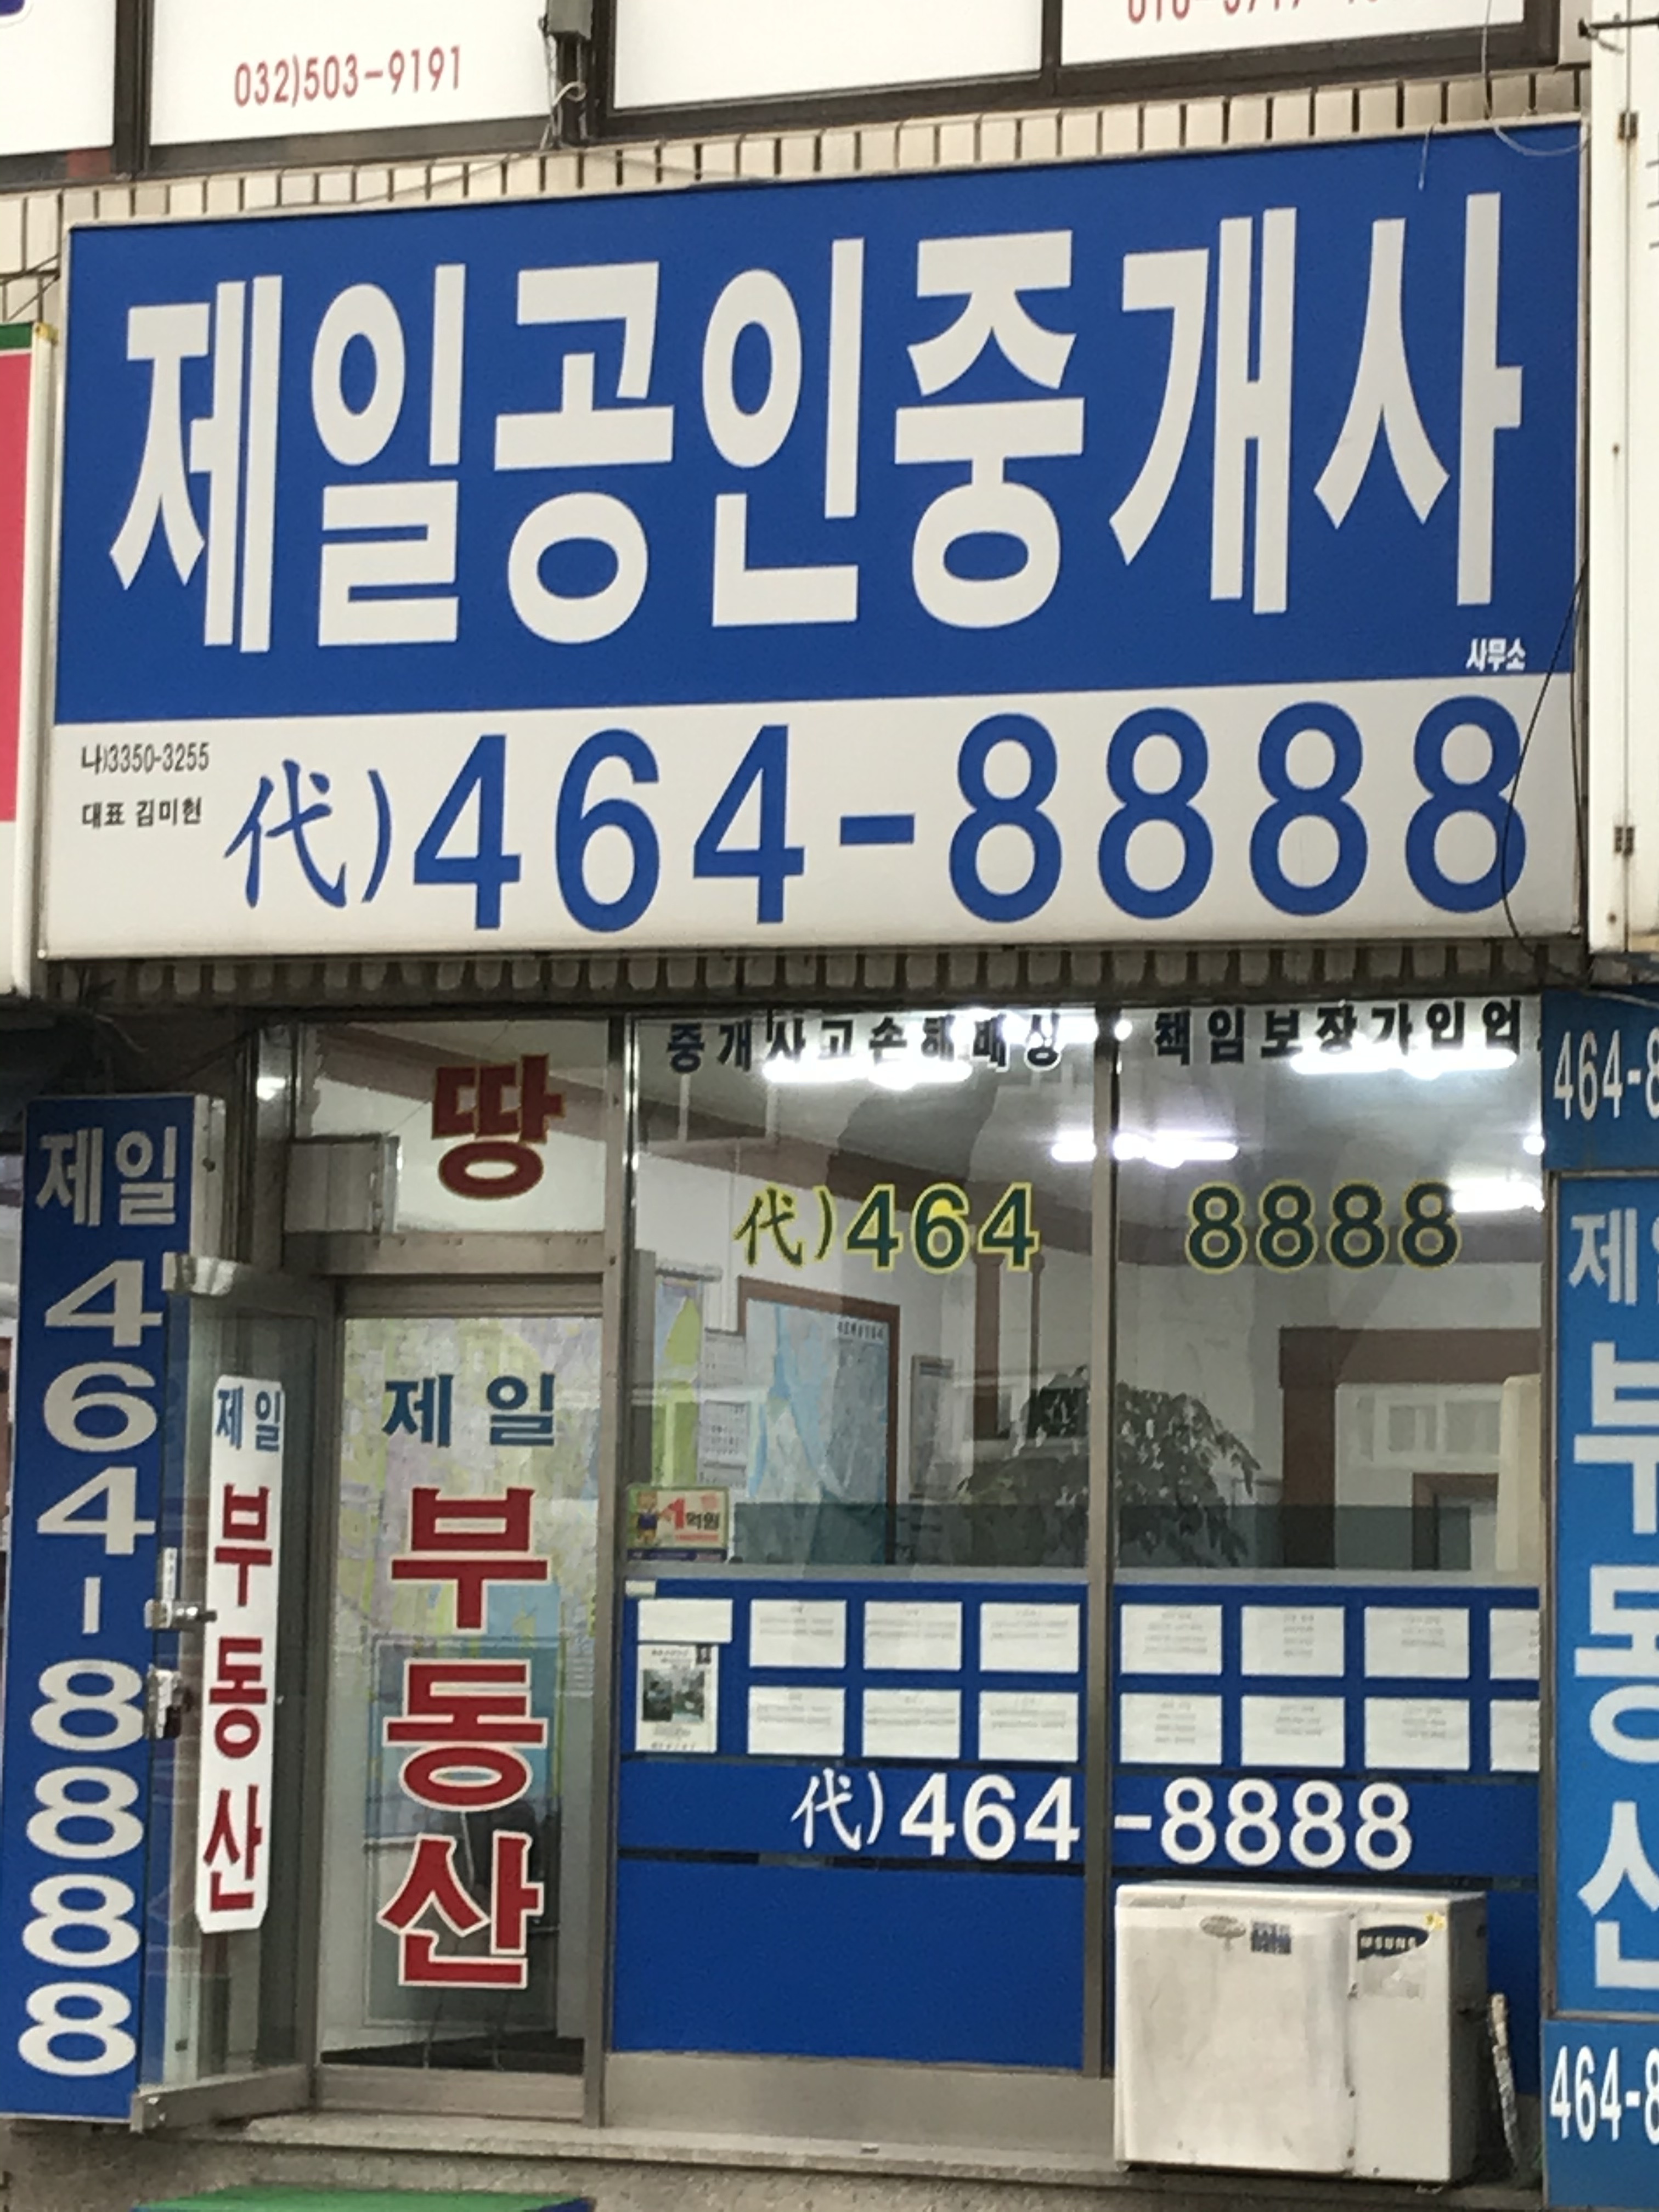 032)503-9191
제일공인중개사
사무소
나)3350-3255
대표 김미현
代)464-8888
중개사고손해배상 책임보장가입업
464-8
땅
代)464 8888
제일
464-8888
제일
부동산
제일
부동산
1억원
代)464-8888
제
부동산
464-8